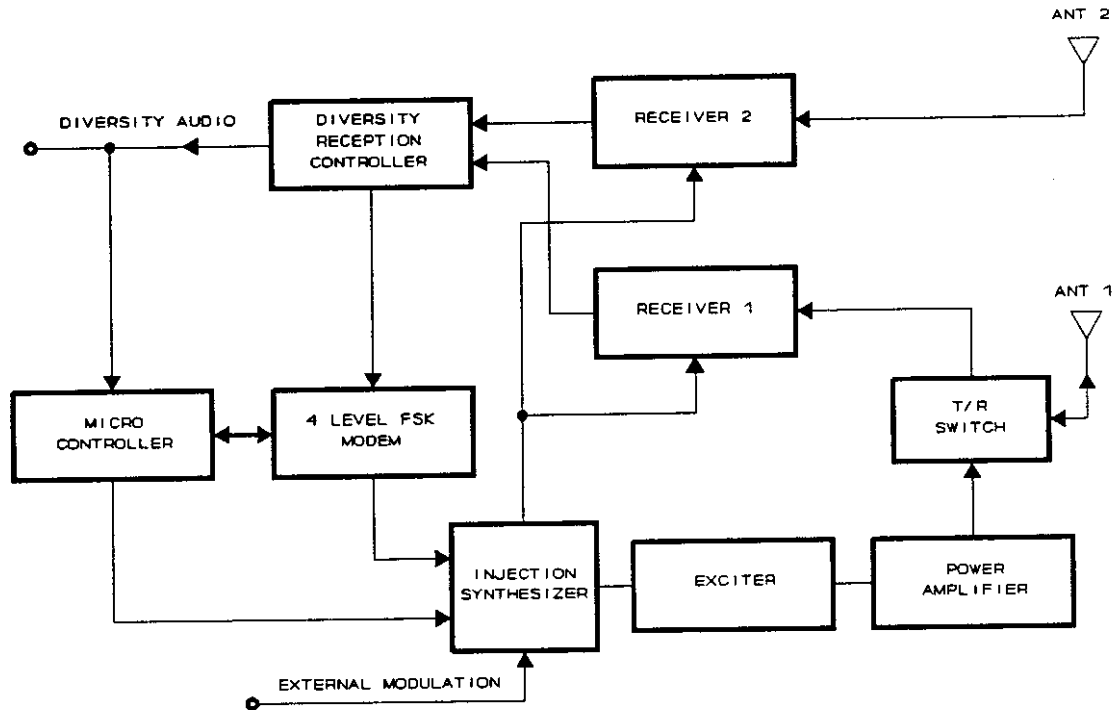 ANT 2
DIVERSITY AUDIO
DIVERSITY
RECEPTION
CONTROLLER
RECEIVER 2
RECEIVER 1
ANT 1
MICRO
CONTROLLER
4 LEVEL FSK
MODEM
T/R
SWITCH
INJECTION
SYNTHESIZER
EXCITER
POWER
AMPLIFIER
EXTERNAL MODULATION